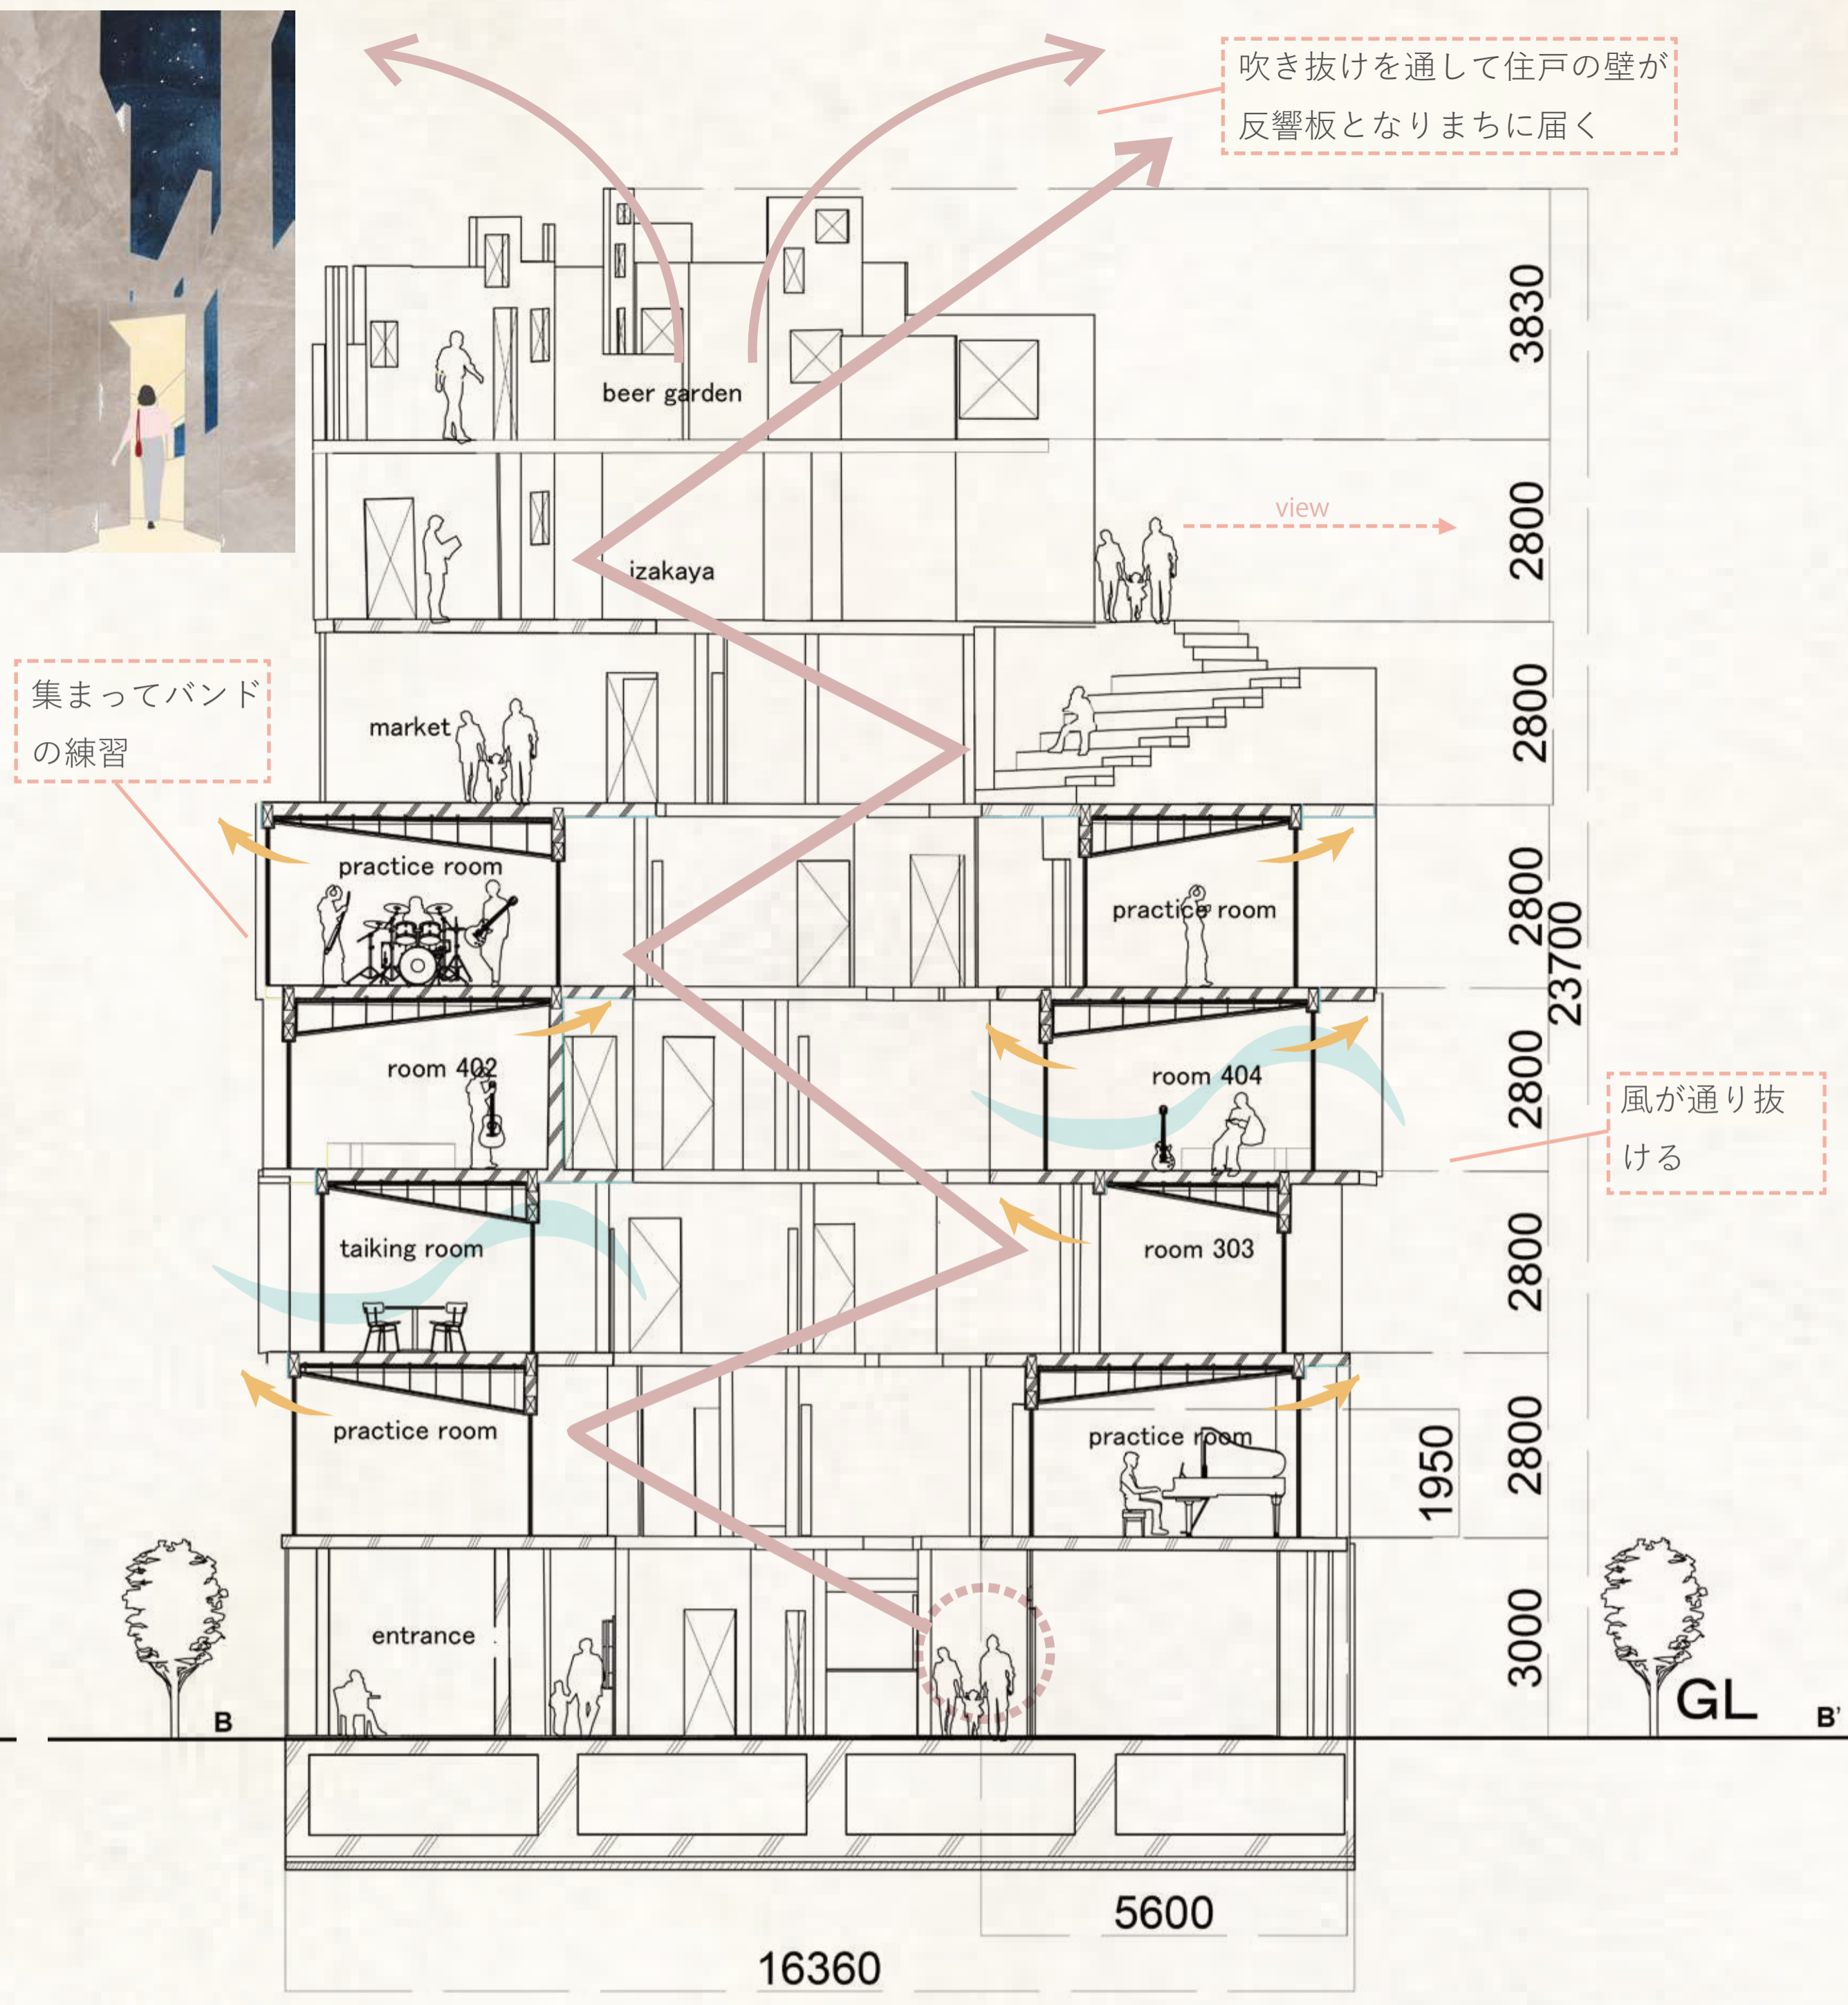 吹き抜けを通して住戸の壁が
反響板となりまちに届く
3830
beer garden
view
2800
izakaya
集まってバンド
の練習
market
2800
practice room
practice room
2800
23700
room 402
room 404
2800
風が通り抜
ける
taiking room
room 303
2800
practice room
practice room
1950
2800
entrance
3000
B
GL
B'
5600
16360